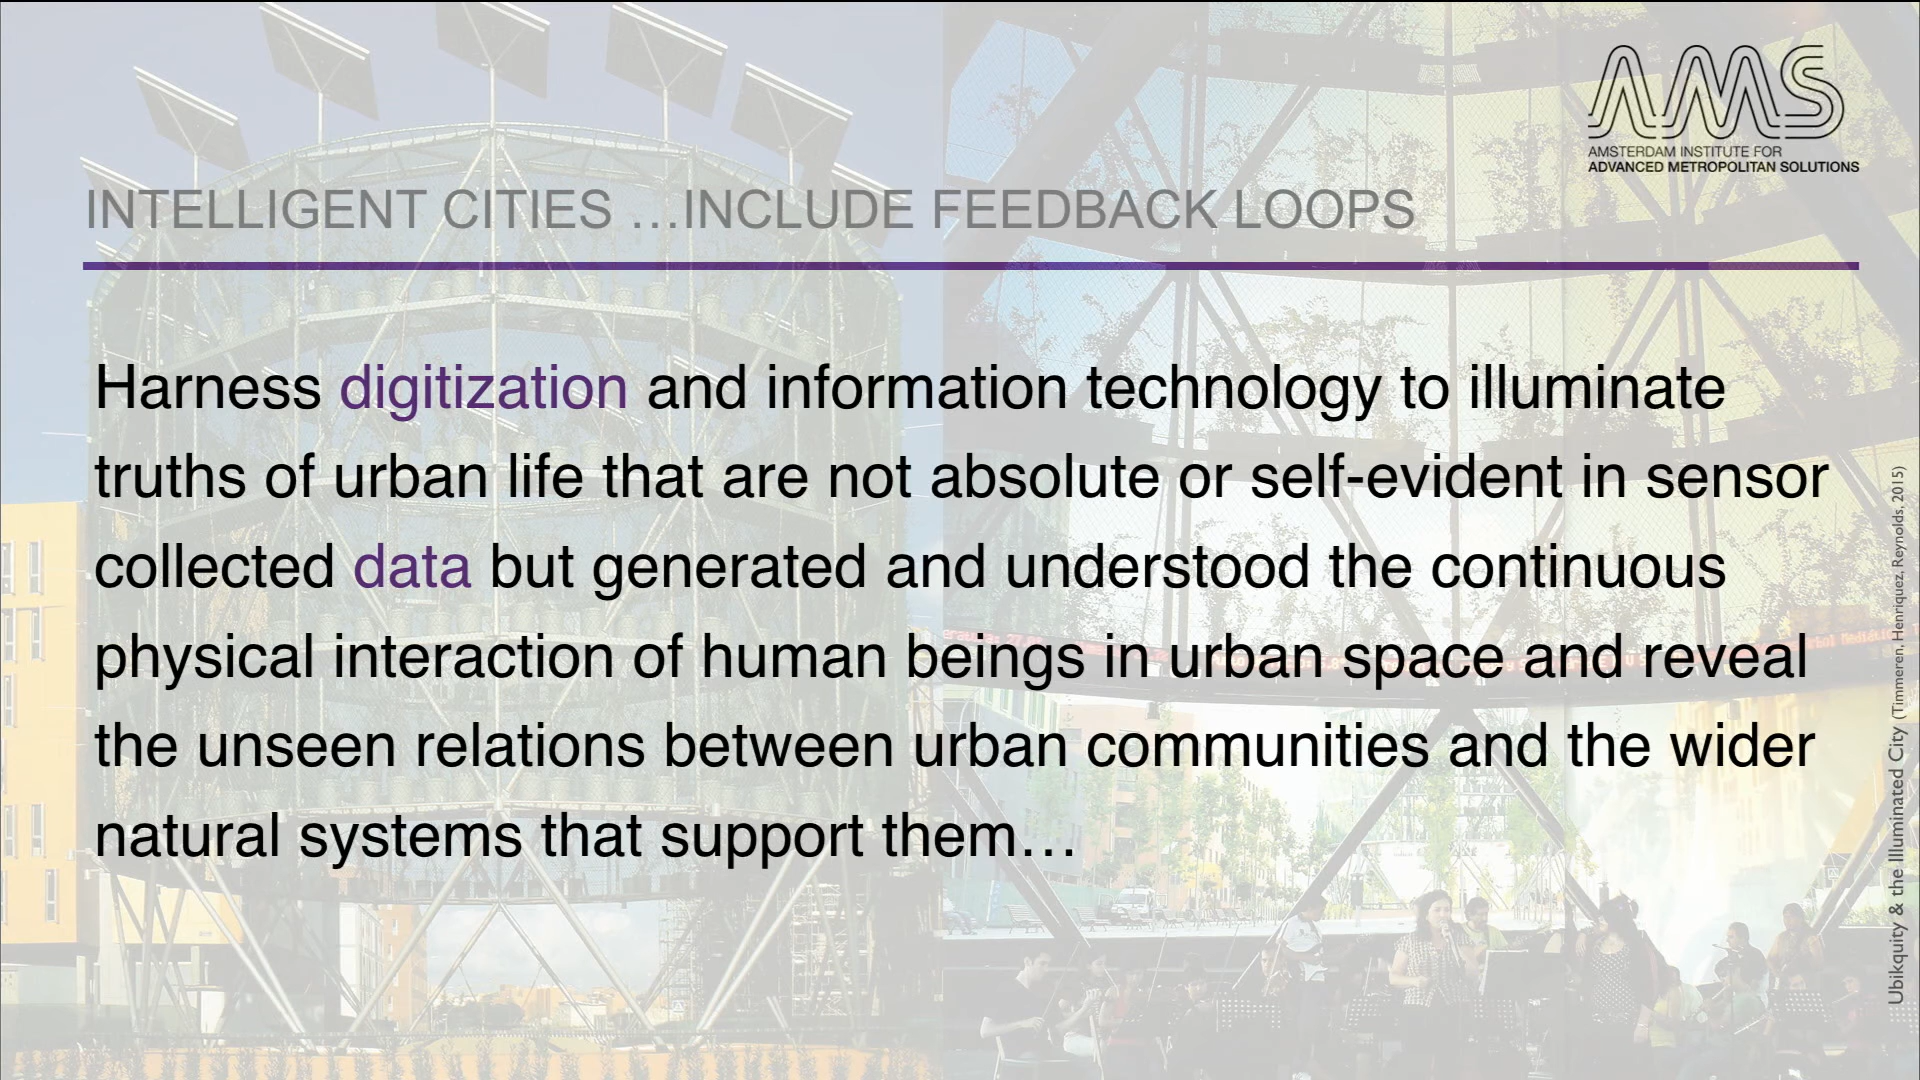 AMS
AMSTERDAM INSTITUTE FOR
ADVANCED METROPOLITAN SOLUTIONS
INTELLIGENT CITIES …INCLUDE FEEDBACK LOOPS
Harness digitization and information technology to illuminate
truths of urban life that are not absolute or self-evident in sensor
collected data but generated and understood the continuous
physical interaction of human beings in urban space and reveal
the unseen relations between urban communities and the wider
natural systems that support them…
Ubikquity & the Illuminated City (Timmeren, Henriquez, Reynolds, 2015)